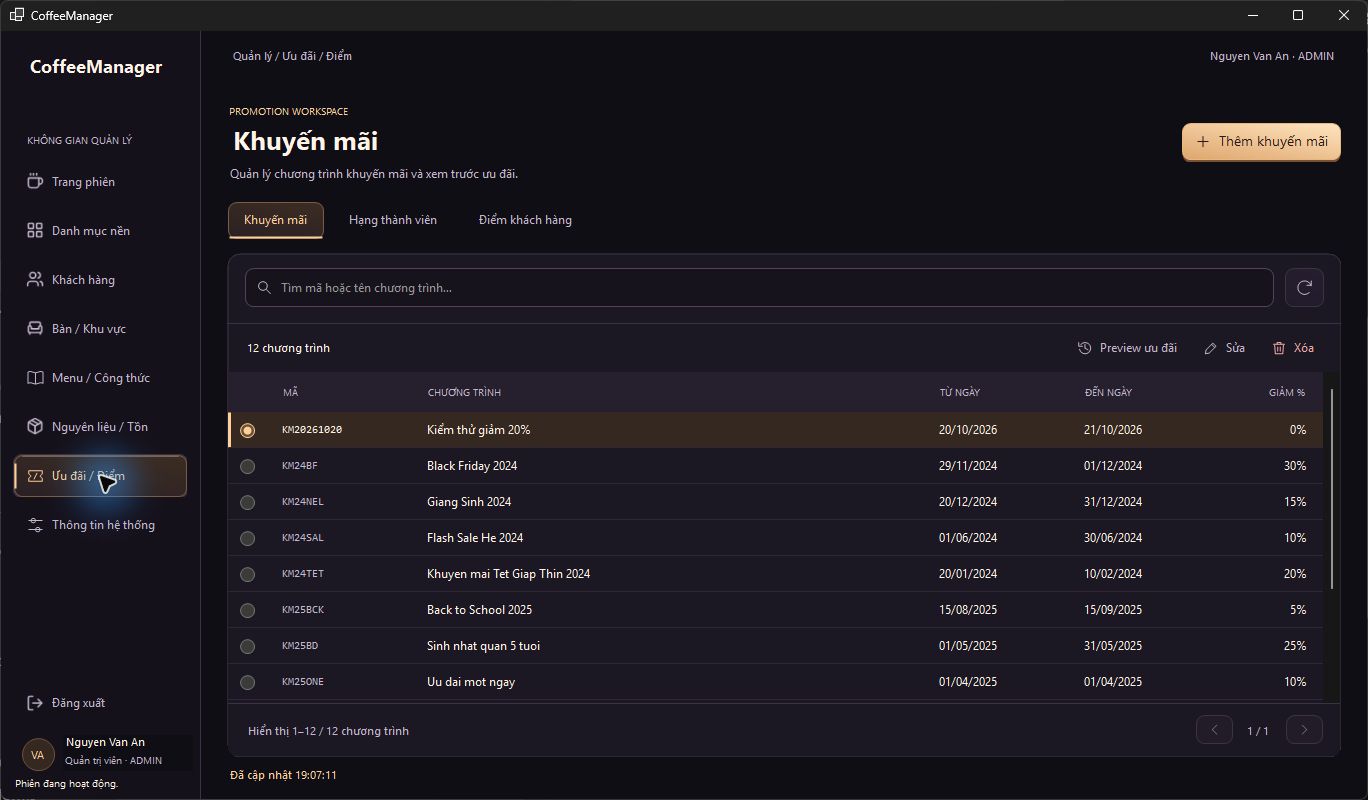 CoffeeManager
CoffeeManager
Quản lý / Ưu đãi / Điểm
Nguyen Van An · ADMIN
KHÔNG GIAN QUẢN LÝ
Trang phiên
Danh mục nền
Khách hàng
Bàn / Khu vực
Menu / Công thức
Nguyên liệu / Tồn
Ưu đãi / Điểm
Thông tin hệ thống
Đăng xuất
VA
Nguyen Van An
Quản trị viên · ADMIN
Phiên đang hoạt động.
PROMOTION WORKSPACE
Khuyến mãi
Quản lý chương trình khuyến mãi và xem trước ưu đãi.
+ Thêm khuyến mãi
Khuyến mãi Hạng thành viên Điểm khách hàng
Tìm mã hoặc tên chương trình...
12 chương trình Preview ưu đãi Sửa Xóa
MÃ CHƯƠNG TRÌNH TỪ NGÀY ĐẾN NGÀY GIẢM %
KM20261020 Kiểm thử giảm 20% 20/10/2026 21/10/2026 0%
KM24BF Black Friday 2024 29/11/2024 01/12/2024 30%
KM24NEL Giang Sinh 2024 20/12/2024 31/12/2024 15%
KM24SAL Flash Sale He 2024 01/06/2024 30/06/2024 10%
KM24TET Khuyen mai Tet Giap Thin 2024 20/01/2024 10/02/2024 20%
KM25BCK Back to School 2025 15/08/2025 15/09/2025 5%
KM25BD Sinh nhat quan 5 tuoi 01/05/2025 31/05/2025 25%
KM25ONE Uu dai mot ngay 01/04/2025 01/04/2025 10%
Hiển thị 1–12 / 12 chương trình 1 / 1
Đã cập nhật 19:07:11